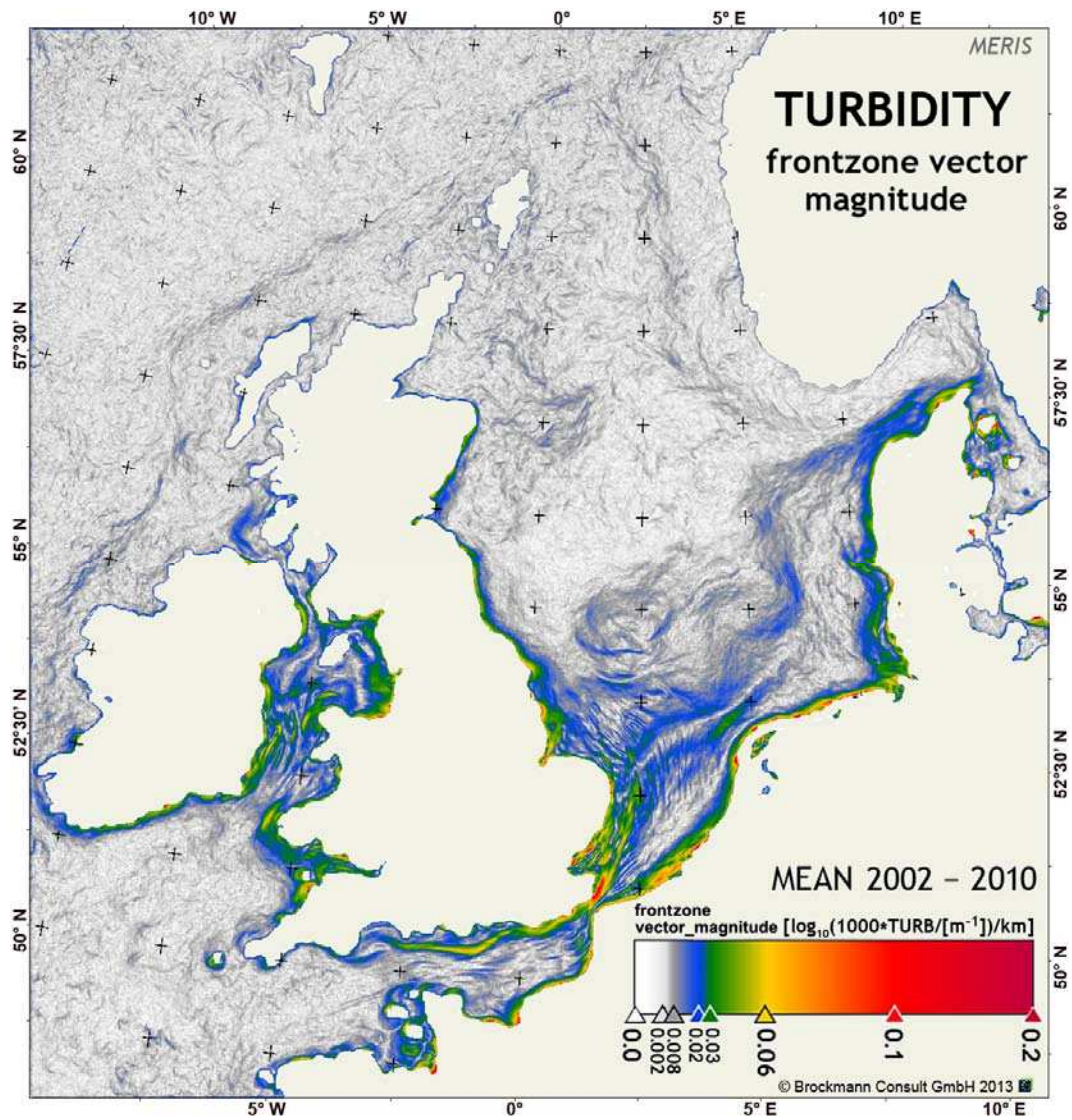 10° W 5° W 0° 5° E 10° E
MERIS
TURBIDITY
frontzone vector
magnitude
60° N
60° N
57°30' N
57°30' N
55° N
55° N
52°30' N
52°30' N
50° N
50° N
MEAN 2002 – 2010
frontzone
vector_magnitude [log₁₀(1000*TURB/[m⁻¹])/km]
0.0 0.002 0.008 0.02 0.03 0.06 0.1 0.2
© Brockmann Consult GmbH 2013
5° W 0° 5° E 10° E